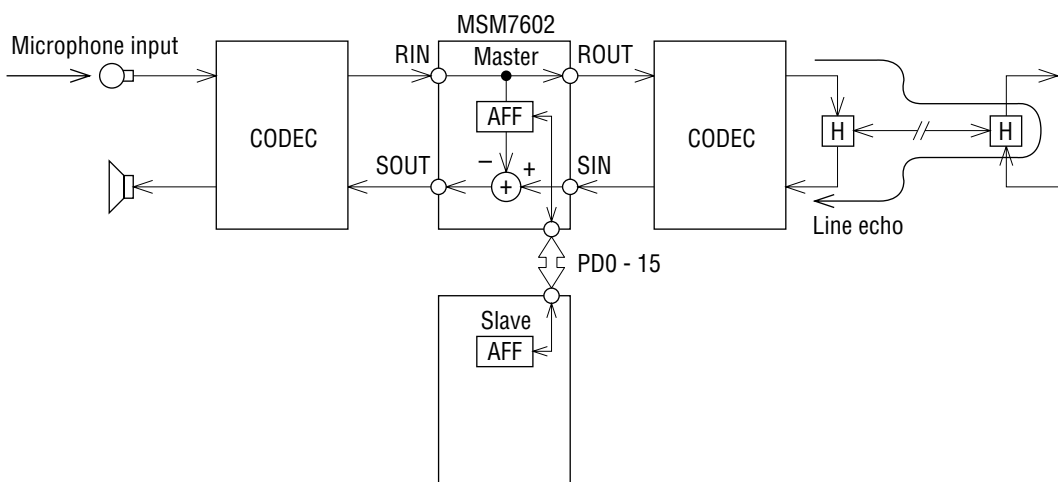 MSM7602
Microphone input
RIN
Master
ROUT
AFF
CODEC
CODEC
H
H
SOUT
−
+
+
SIN
Line echo
PD0 - 15
Slave
AFF